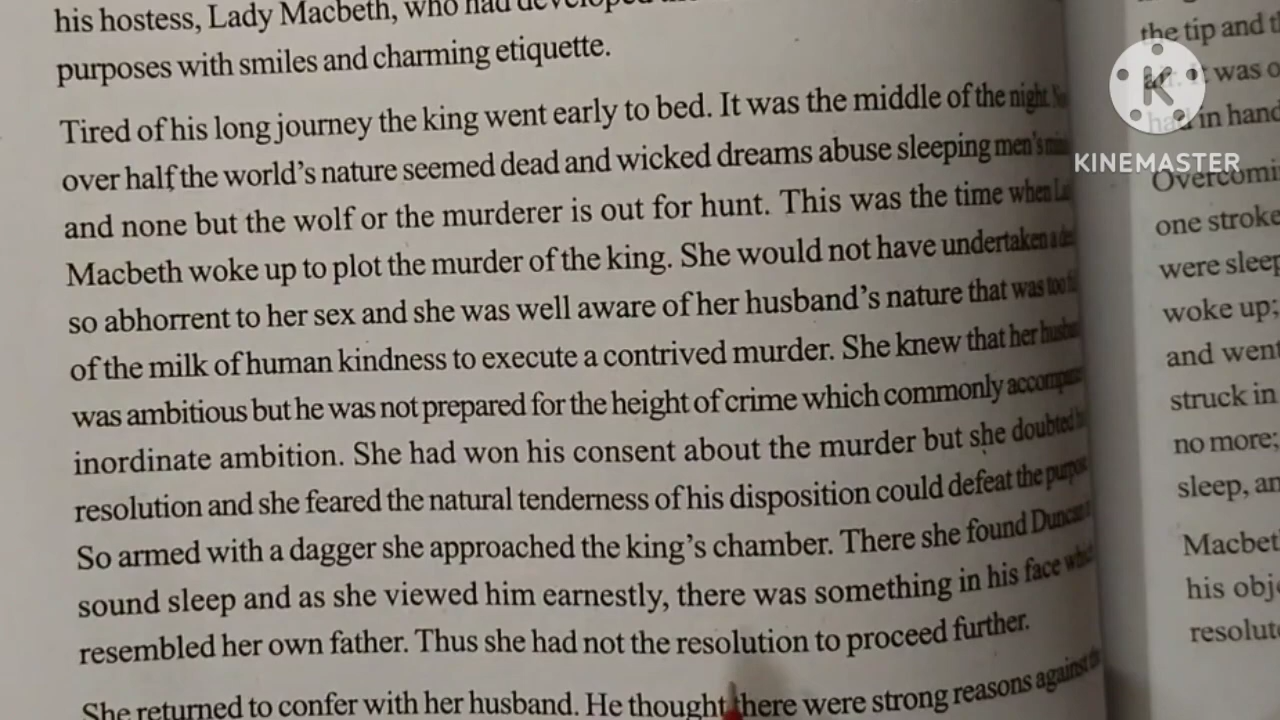 his hostess, Lady Macbeth, who had developed
purposes with smiles and charming etiquette.
Tired of his long journey the king went early to bed. It was the middle of the night.
over half the world's nature seemed dead and wicked dreams abuse sleeping men's
and none but the wolf or the murderer is out for hunt. This was the time when
Macbeth woke up to plot the murder of the king. She would not have undertaken a
so abhorrent to her sex and she was well aware of her husband's nature that was too
of the milk of human kindness to execute a contrived murder. She knew that her
was ambitious but he was not prepared for the height of crime which commonly
inordinate ambition. She had won his consent about the murder but she doubted
resolution and she feared the natural tenderness of his disposition could defeat the
So armed with a dagger she approached the king's chamber. There she found Duncan
sound sleep and as she viewed him earnestly, there was something in his face
resembled her own father. Thus she had not the resolution to proceed further.
She returned to confer with her husband. He thought there were strong reasons against
the tip and
It was
had in
one stroke
were
woke up;
and went
struck in
no more;
sleep,
his
K
KINEMASTER